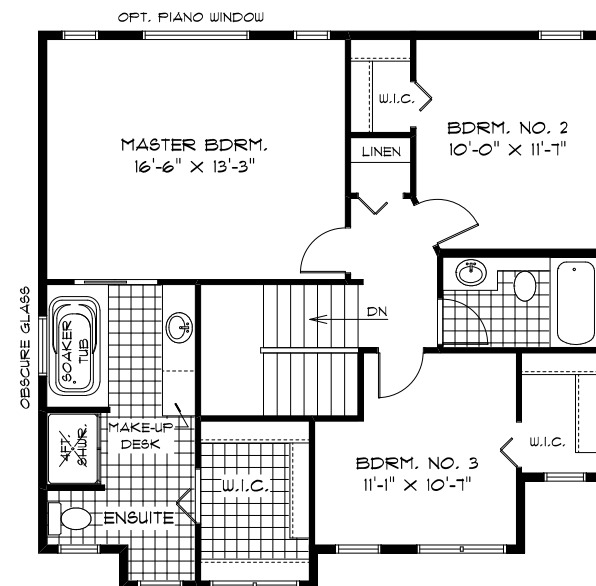 OPT. PIANO WINDOW
W.I.C.
MASTER BDRM.
16'-6" X 13'-3"
BDRM. NO. 2
10'-0" X 11'-7"
LINEN
DN
OBSCURE GLASS
SOAKER
TUB
MAKE-UP
DESK
4FT.
SHWR.
BDRM. NO. 3
11'-1" X 10'-7"
W.I.C.
W.I.C.
ENSUITE